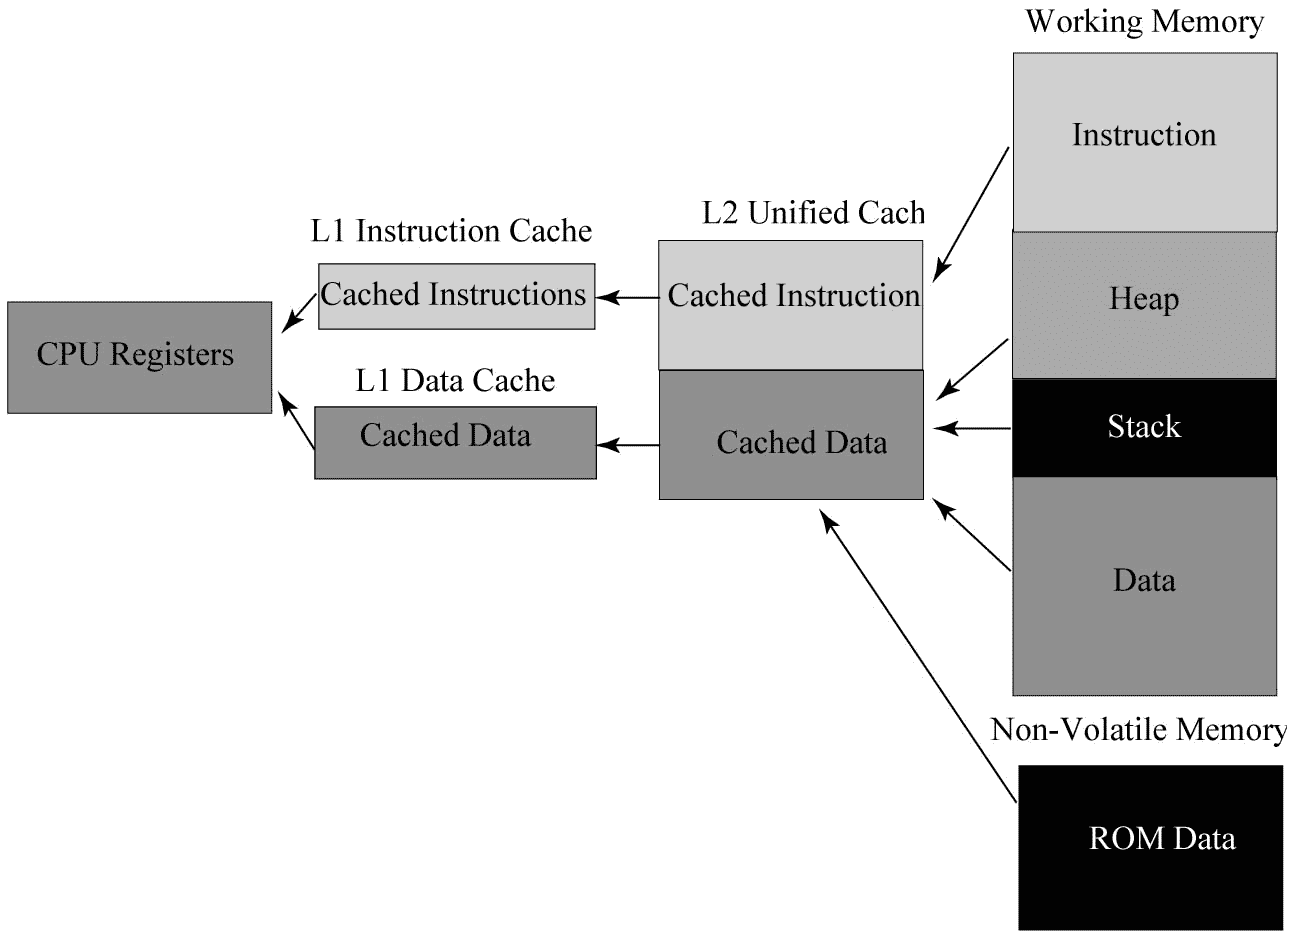 Working Memory
Instruction
L2 Unified Cach
L1 Instruction Cache
Cached Instructions
Cached Instruction
Heap
CPU Registers
L1 Data Cache
Cached Data
Cached Data
Stack
Data
Non-Volatile Memory
ROM Data